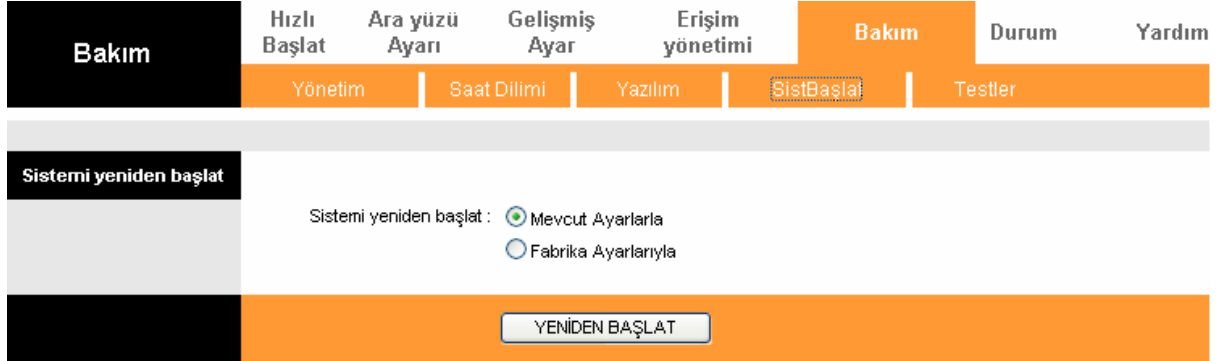 Bakım
Hızlı Başlat
Ara yüzü Ayarı
Gelişmiş Ayar
Erişim yönetimi
Bakım
Durum
Yardım
Yönetim
Saat Dilimi
Yazılım
SistBaşlat
Testler
Sistemi yeniden başlat
Sistemi yeniden başlat : Mevcut Ayarlarla
Fabrika Ayarlarıyla
YENİDEN BAŞLAT